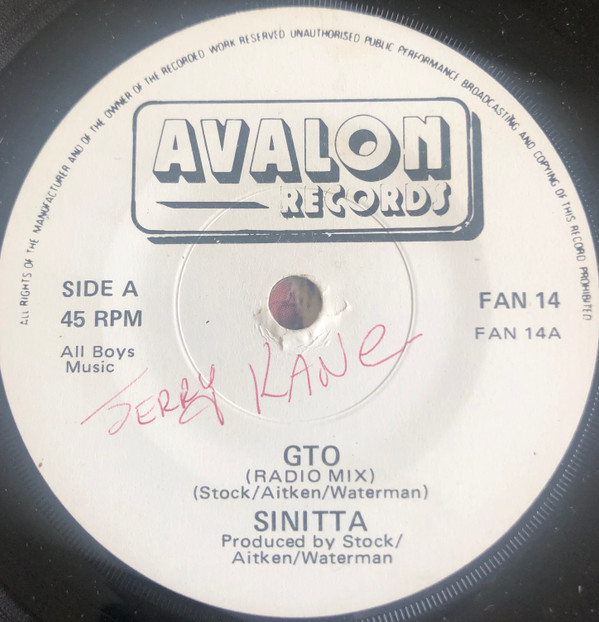 ALL RIGHTS OF THE MANUFACTURER AND OF THE OWNER OF THE RECORDED WORK RESERVED UNAUTHORISED PUBLIC PERFORMANCE BROADCASTING AND COPYING OF THIS RECORD PROHIBITED
AVALON
RECORDS
SIDE A
45 RPM
All Boys
Music
FAN 14
FAN 14A
JERRY KANE
GTO
(RADIO MIX)
(Stock/Aitken/Waterman)
SINITTA
Produced by Stock/
Aitken/Waterman